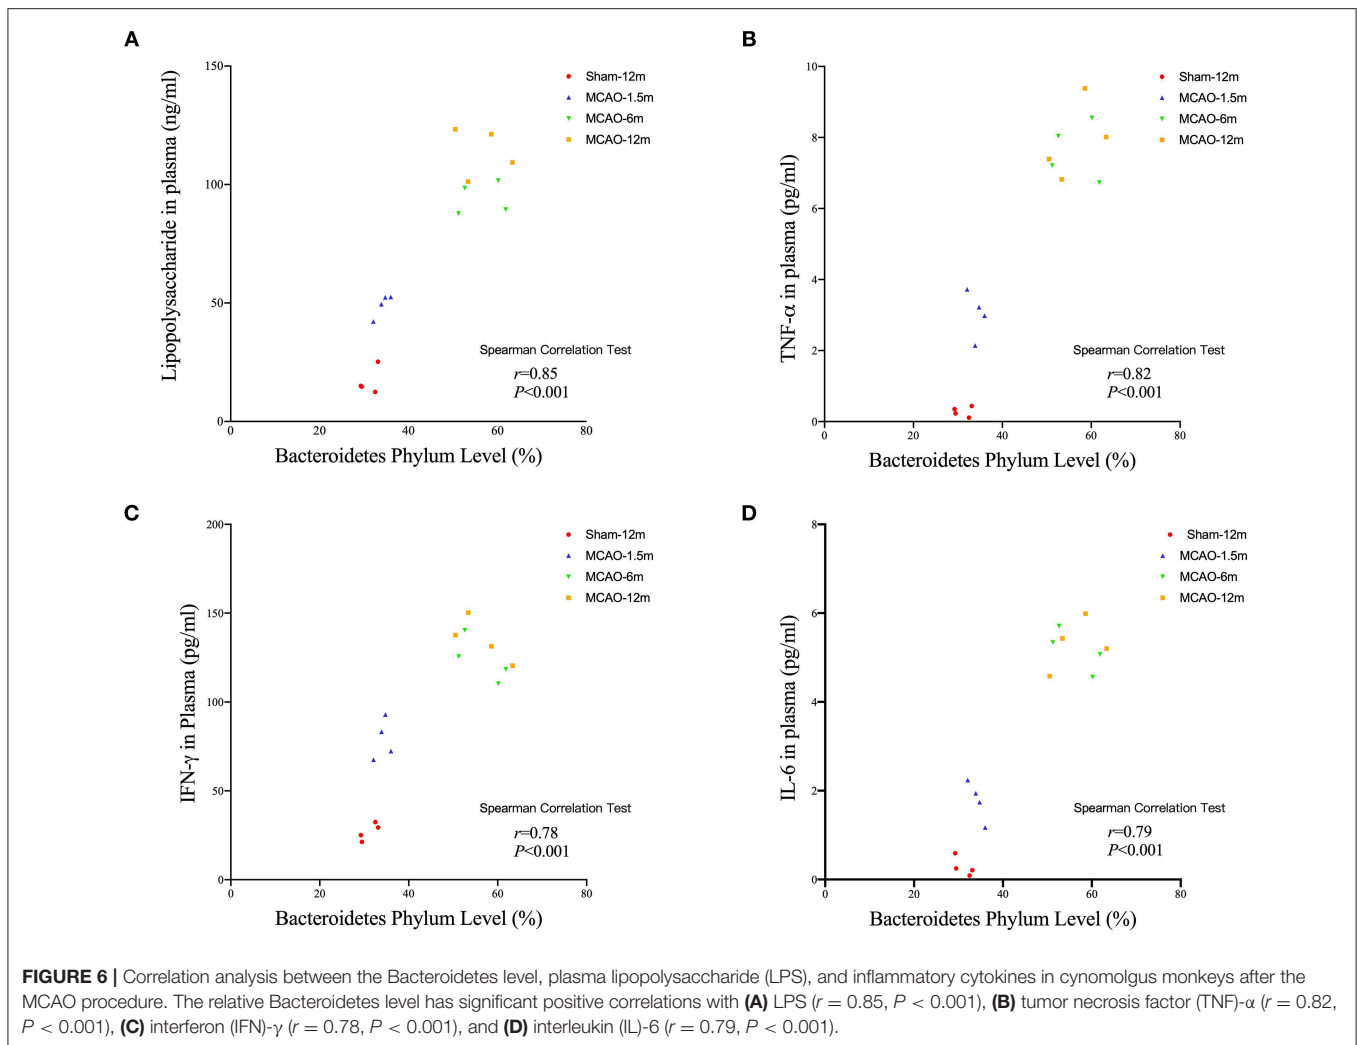 A
Lipopolysaccharide in plasma (ng/ml)
150
100
50
0
0 20 40 60 80
Bacteroidetes Phylum Level (%)
Sham-12m
MCAO-1.5m
MCAO-6m
MCAO-12m
Spearman Correlation Test
r=0.85
P<0.001
B
TNF-α in plasma (pg/ml)
10
8
6
4
2
0
0 20 40 60 80
Bacteroidetes Phylum Level (%)
Sham-12m
MCAO-1.5m
MCAO-6m
MCAO-12m
Spearman Correlation Test
r=0.82
P<0.001
C
IFN-γ in Plasma (pg/ml)
200
150
100
50
0
0 20 40 60 80
Bacteroidetes Phylum Level (%)
Sham-12m
MCAO-1.5m
MCAO-6m
MCAO-12m
Spearman Correlation Test
r=0.78
P<0.001
D
IL-6 in plasma (pg/ml)
8
6
4
2
0
0 20 40 60 80
Bacteroidetes Phylum Level (%)
Sham-12m
MCAO-1.5m
MCAO-6m
MCAO-12m
Spearman Correlation Test
r=0.79
P<0.001
FIGURE 6 | Correlation analysis between the Bacteroidetes level, plasma lipopolysaccharide (LPS), and inflammatory cytokines in cynomolgus monkeys after the
MCAO procedure. The relative Bacteroidetes level has significant positive correlations with (A) LPS (r = 0.85, P < 0.001), (B) tumor necrosis factor (TNF)-α (r = 0.82,
P < 0.001), (C) interferon (IFN)-γ (r = 0.78, P < 0.001), and (D) interleukin (IL)-6 (r = 0.79, P < 0.001).